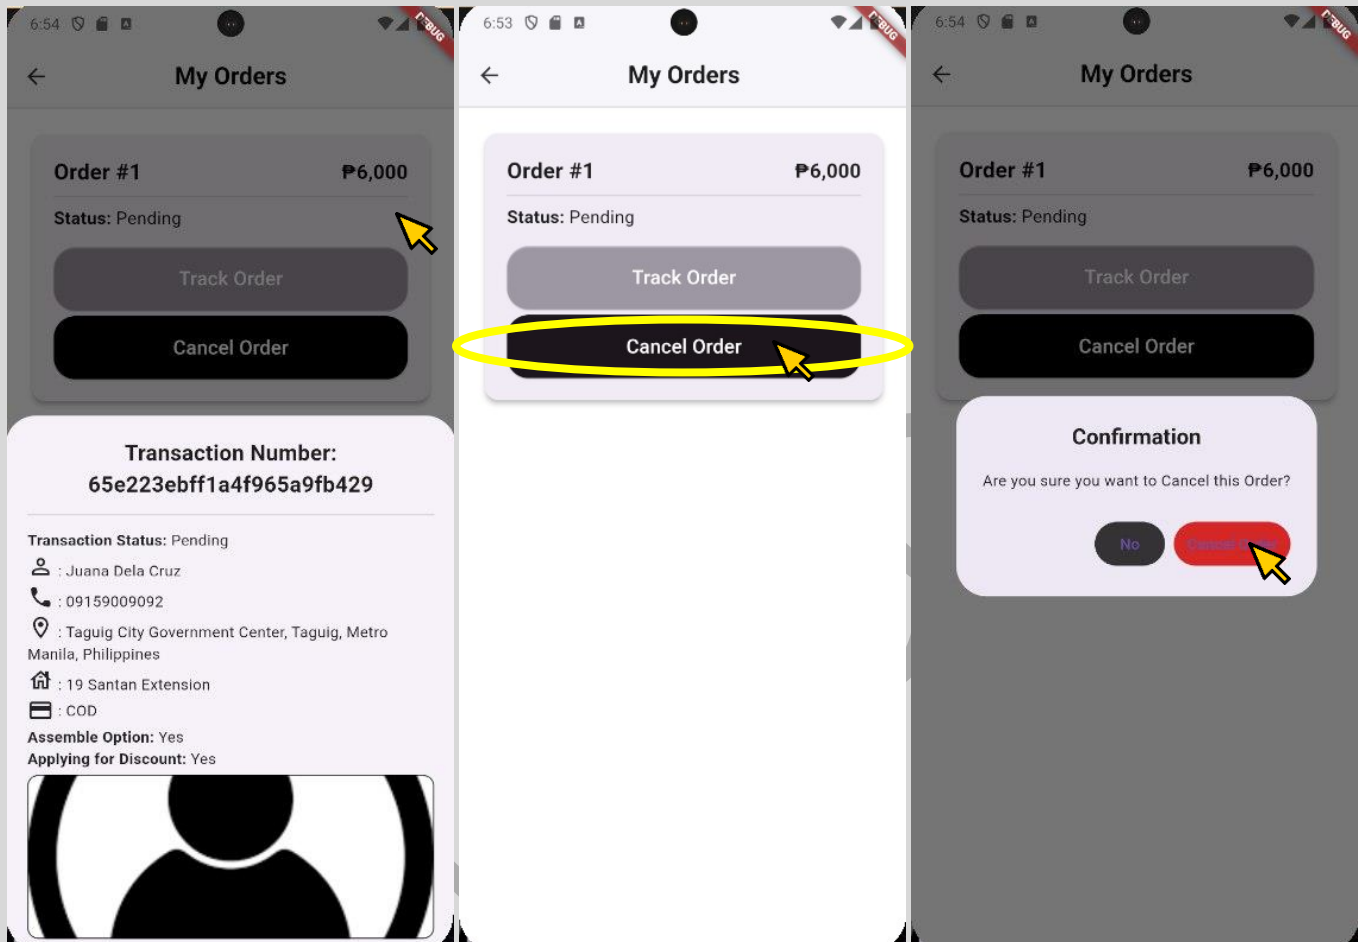 6:54
DEBUG
My Orders
Order #1
₱6,000
Status: Pending
Track Order
Cancel Order
Transaction Number:
65e223ebff1a4f965a9fb429
Transaction Status: Pending
: Juana Dela Cruz
: 09159009092
: Taguig City Government Center, Taguig, Metro
Manila, Philippines
: 19 Santan Extension
: COD
Assemble Option: Yes
Applying for Discount: Yes
6:53
DEBUG
My Orders
Order #1
₱6,000
Status: Pending
Track Order
Cancel Order
6:54
DEBUG
My Orders
Order #1
₱6,000
Status: Pending
Track Order
Cancel Order
Confirmation
Are you sure you want to Cancel this Order?
No
Cancel Order